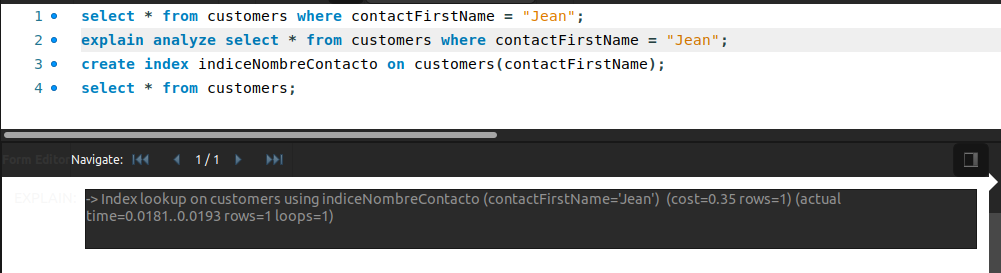 1 select * from customers where contactFirstName = "Jean";
2 explain analyze select * from customers where contactFirstName = "Jean";
3 create index indiceNombreContacto on customers(contactFirstName);
4 select * from customers;
Form Editor Navigate: 1 / 1
EXPLAIN: -> Index lookup on customers using indiceNombreContacto (contactFirstName='Jean')  (cost=0.35 rows=1) (actual
time=0.0181..0.0193 rows=1 loops=1)